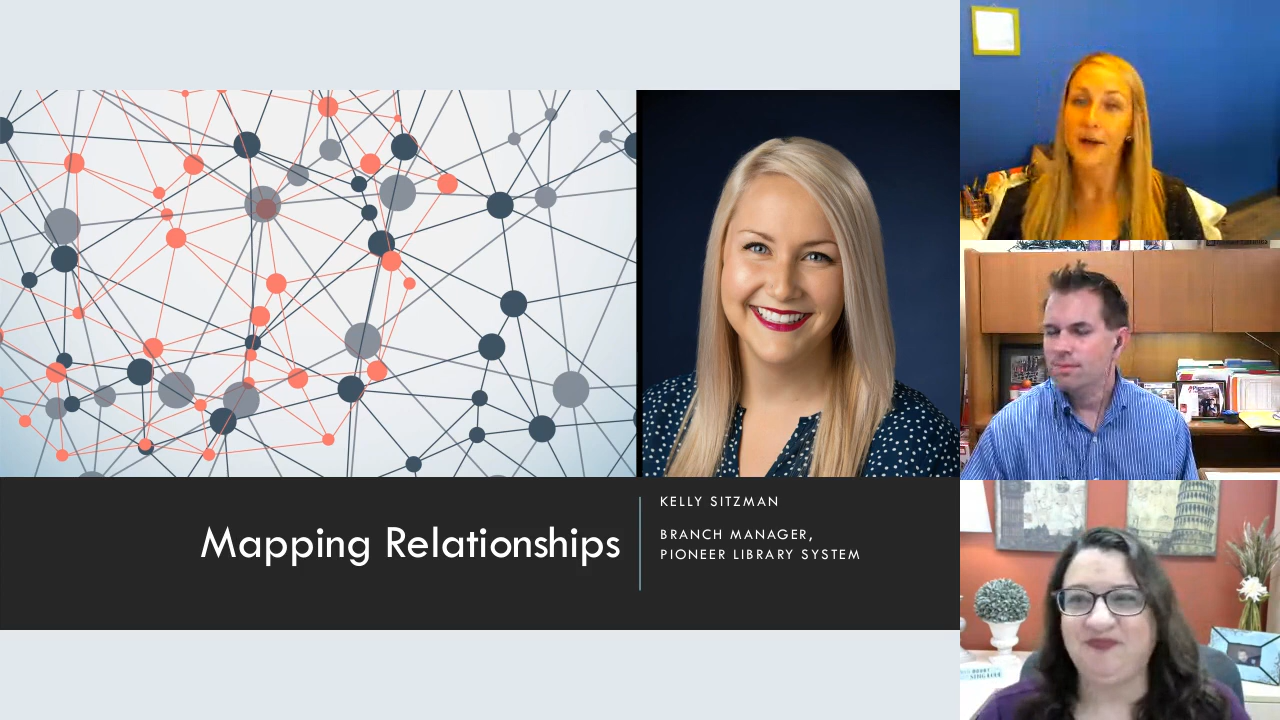 Mapping Relationships
KELLY SITZMAN
BRANCH MANAGER,
PIONEER LIBRARY SYSTEM